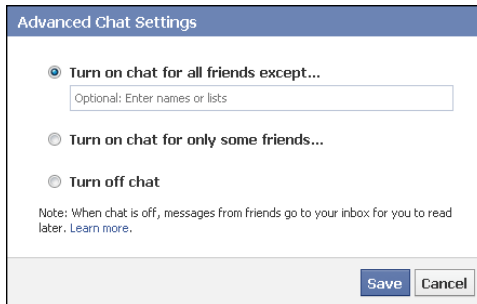 Advanced Chat Settings
Turn on chat for all friends except...
Optional: Enter names or lists
Turn on chat for only some friends...
Turn off chat
Note: When chat is off, messages from friends go to your inbox for you to read
later. Learn more.
Save Cancel